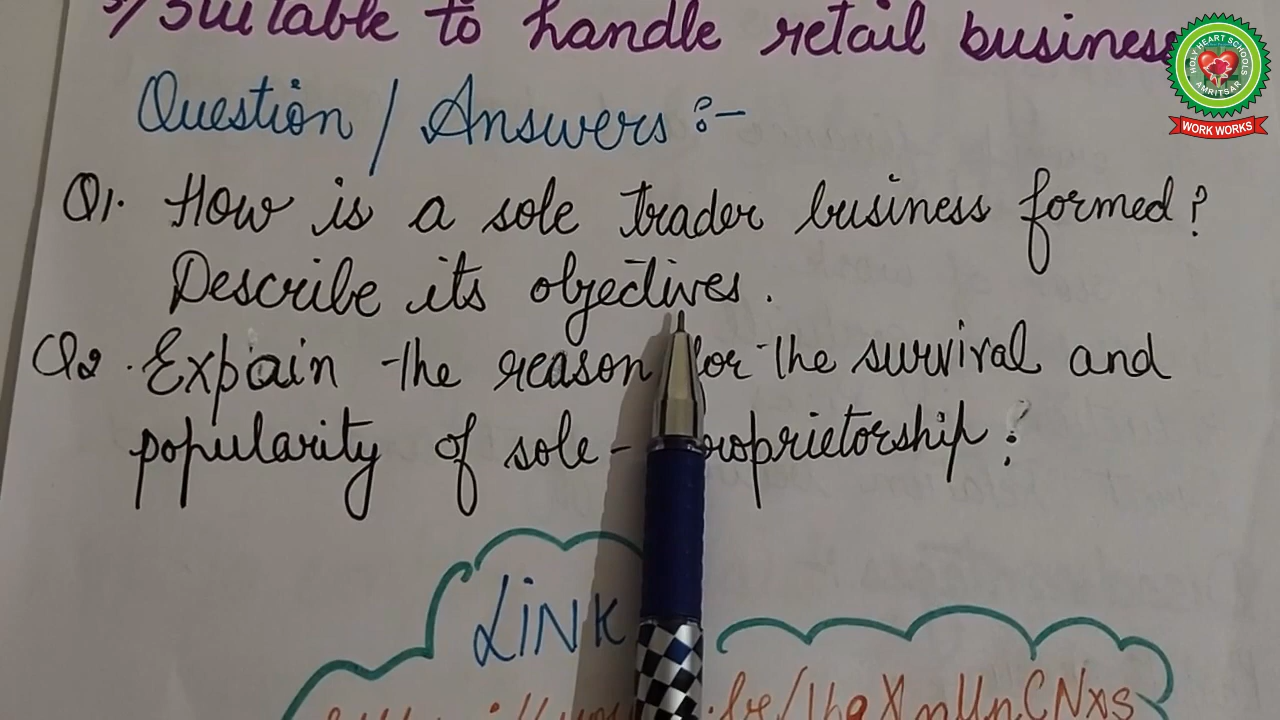 3/ Suitable to handle retail business
HOLY HEART SCHOOLS
AMRITSAR
WORK WORKS
Question / Answers :-
Q1. How is a sole trader business formed?
Describe its objectives.
Q2. Expain the reason for the survival and
popularity of sole - proprietorship?
LINK